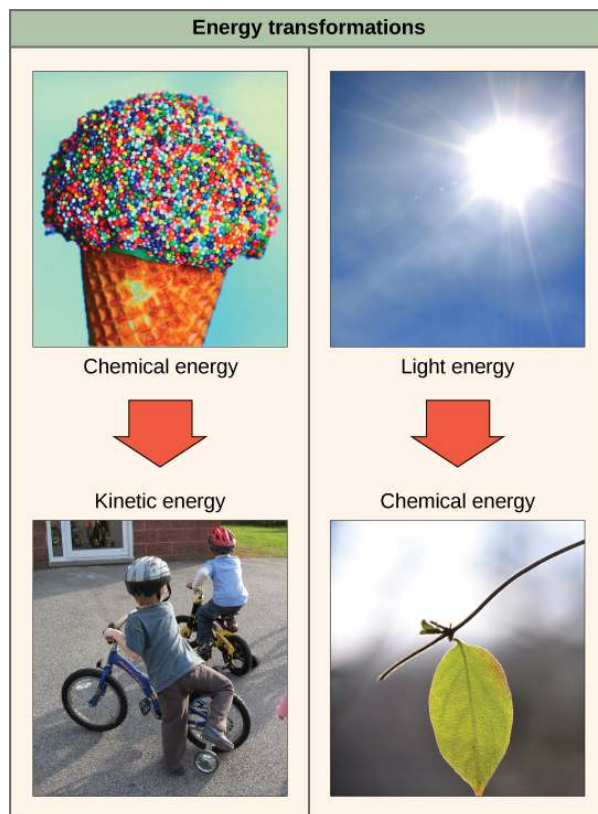 Energy transformations
Chemical energy
Kinetic energy
Light energy
Chemical energy